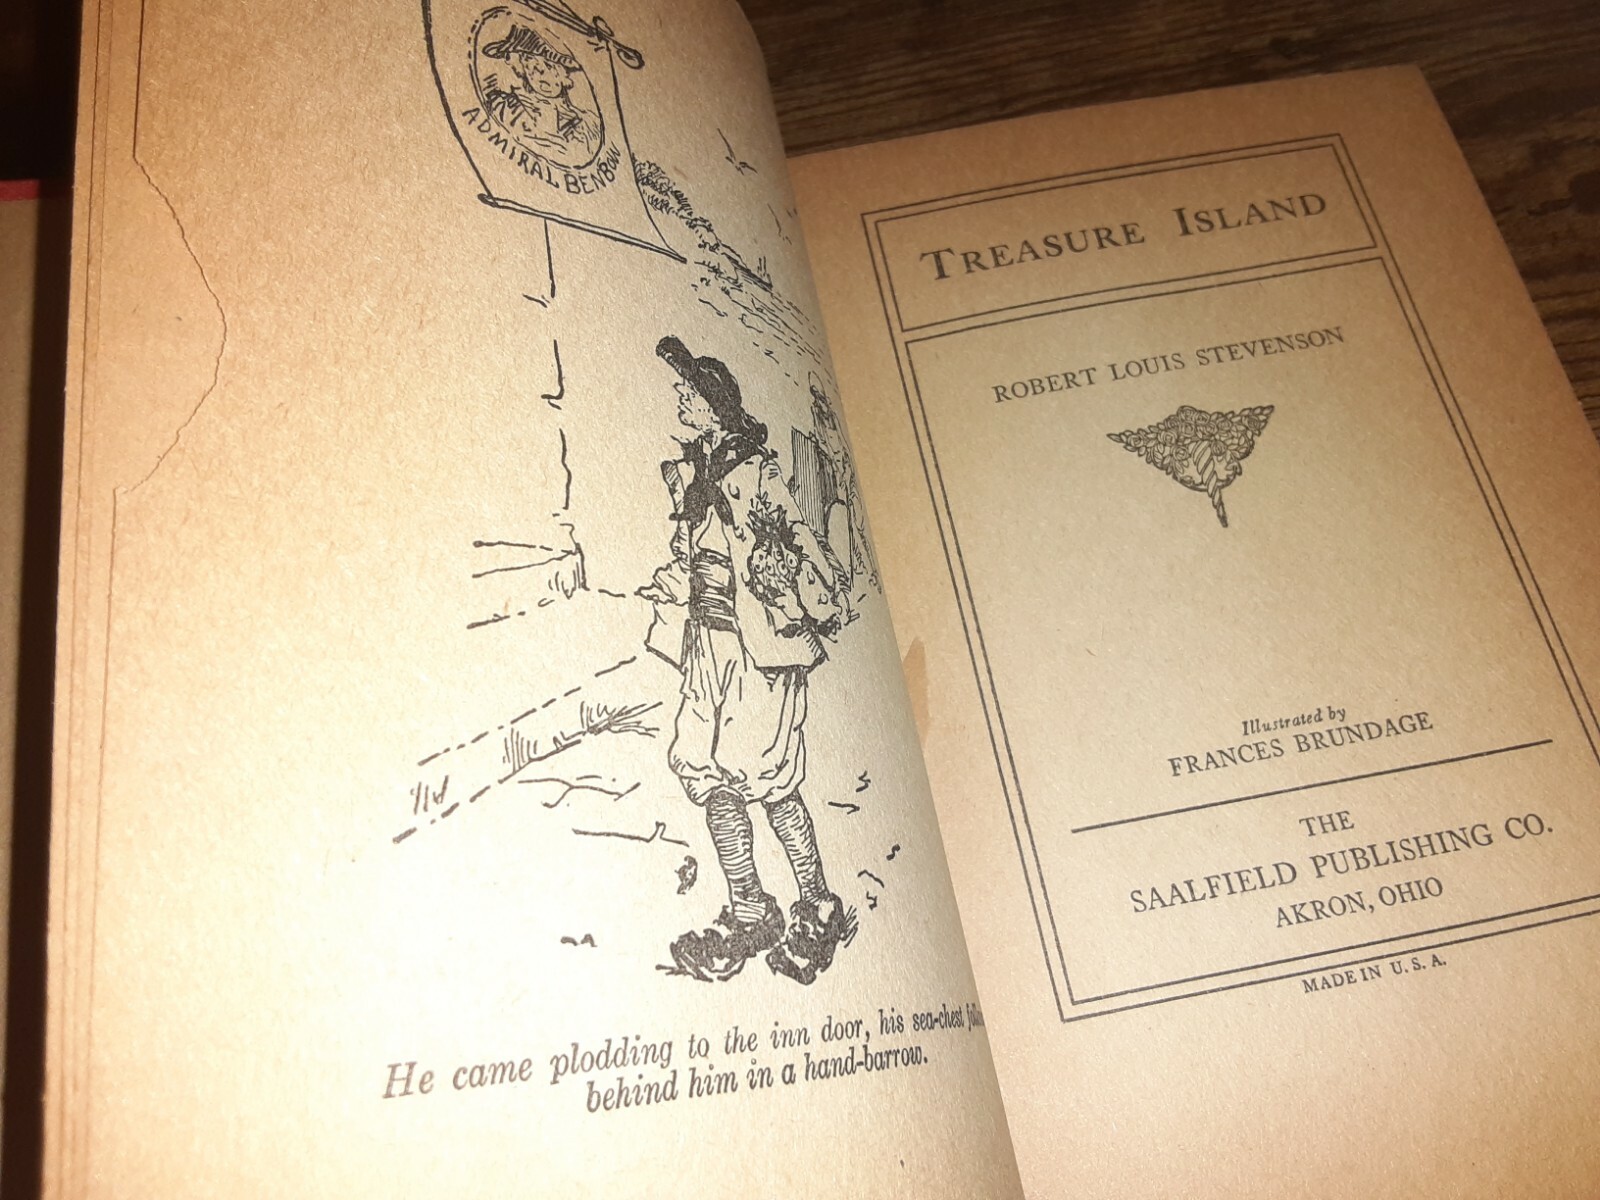 ADMIRAL BENBOW
He came plodding to the inn door, his sea-chest
behind him in a hand-barrow.
TREASURE ISLAND
ROBERT LOUIS STEVENSON
Illustrated by
FRANCES BRUNDAGE
THE
SAALFIELD PUBLISHING CO.
AKRON, OHIO
MADE IN U. S. A.